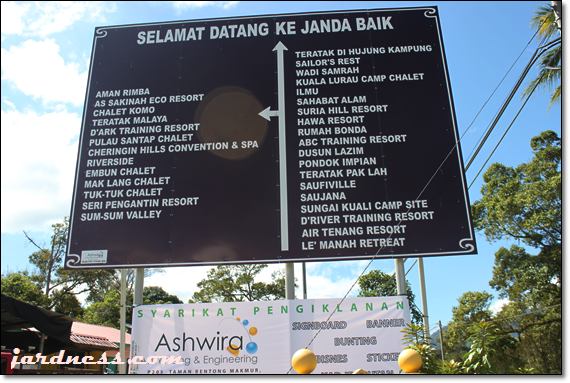 SELAMAT DATANG KE JANDA BAIK
AMAN RIMBA
AS SAKINAH ECO RESORT
CHALET KOMO
TERATAK MALAYA
D'ARK TRAINING RESORT
PULAU SANTAP CHALET
CHERINGIN HILLS CONVENTION & SPA
RIVERSIDE
EMBUN CHALET
MAK LANG CHALET
TUK-TUK CHALET
SERI PENGANTIN RESORT
SUM-SUM VALLEY
TERATAK DI HUJUNG KAMPUNG
SAILOR'S REST
WADI SAMRAH
KUALA LURAU CAMP CHALET
ILMU
SAHABAT ALAM
SURIA HILL RESORT
HAWA RESORT
RUMAH BONDA
ABC TRAINING RESORT
DUSUN LAZIM
PONDOK IMPIAN
TERATAK PAK LAH
SAUFIVILLE
SAUJANA
SUNGAI KUALI CAMP SITE
D'RIVER TRAINING RESORT
AIR TENANG RESORT
LE' MANAH RETREAT
SYARIKAT PENGIKLANAN
Ashwira
& Engineering
TAMAN BENTONG MAKMUR,
SIGNBOARD BANNER
BUNTING
jardness.com